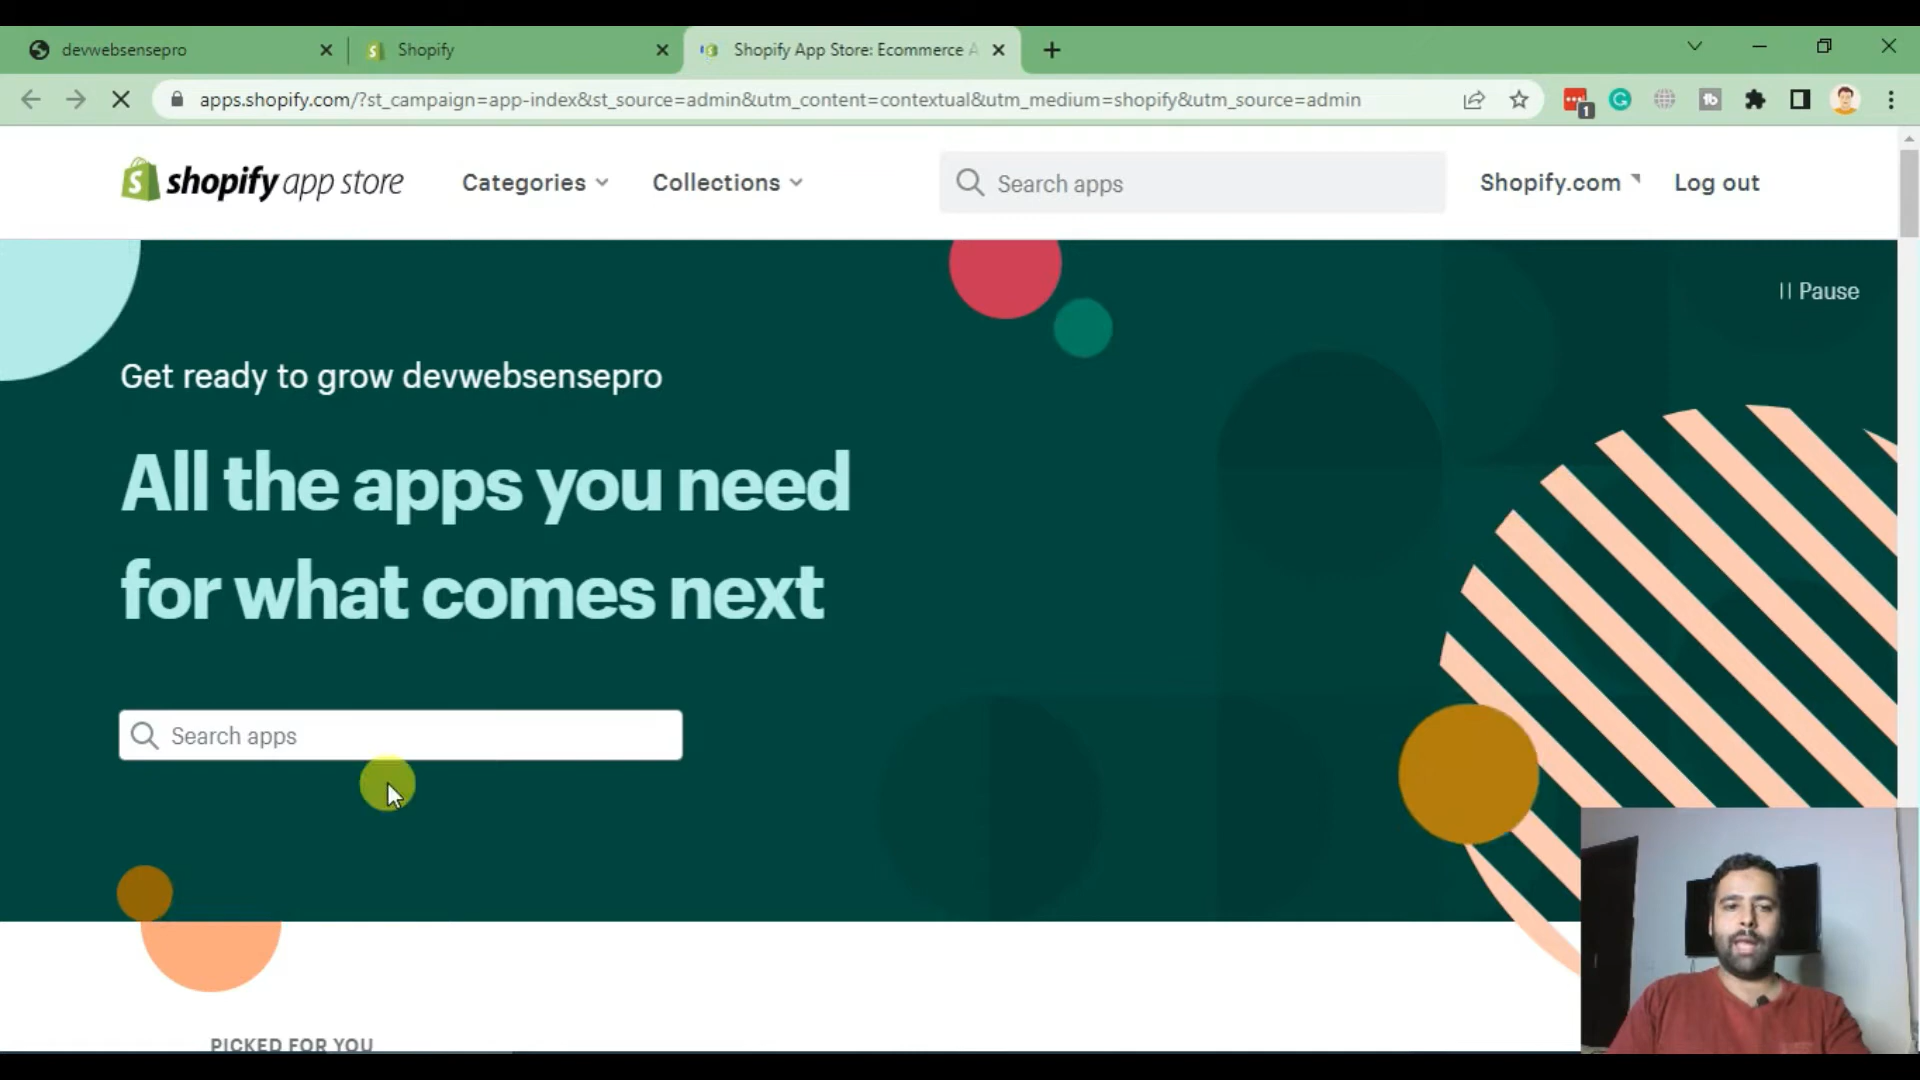 devwebsensepro
Shopify
Shopify App Store: Ecommerce A
apps.shopify.com/?st_campaign=app-index&st_source=admin&utm_content=contextual&utm_medium=shopify&utm_source=admin
1
shopify app store
Categories
Collections
Search apps
Shopify.com
Log out
Pause
Get ready to grow devwebsensepro
All the apps you need
for what comes next
Search apps
PICKED FOR YOU